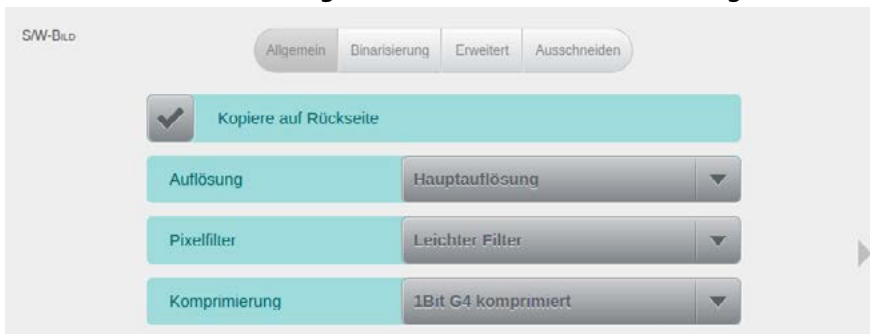 S/W-BILD
Allgemein Binarisierung Erweitert Ausschneiden
Kopiere auf Rückseite
Auflösung Hauptauflösung
Pixelfilter Leichter Filter
Komprimierung 1Bit G4 komprimiert